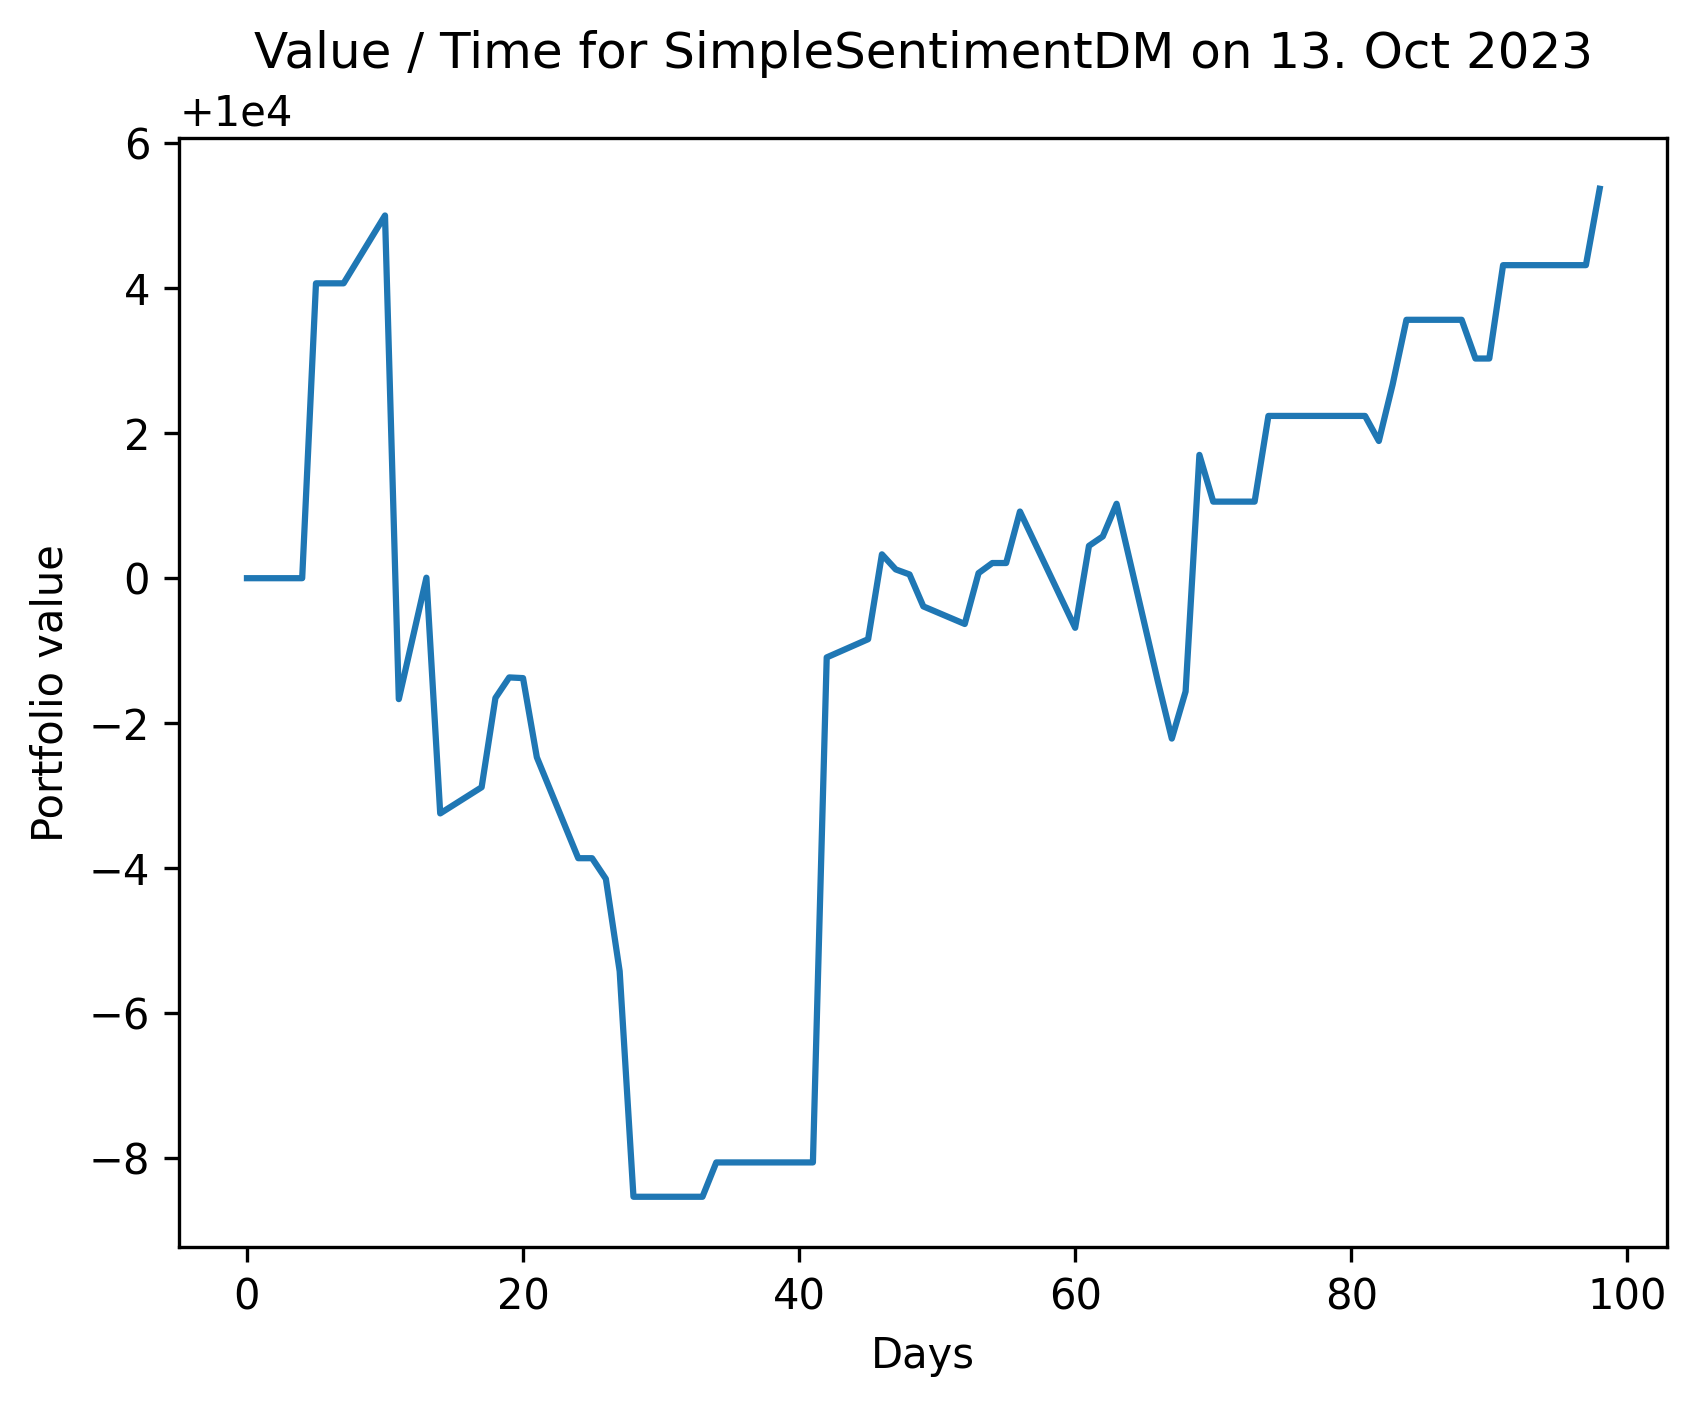 Value / Time for SimpleSentimentDM on 13. Oct 2023
+1e4
6
4
2
0
−2
−4
−6
−8
Portfolio value
0 20 40 60 80 100
Days